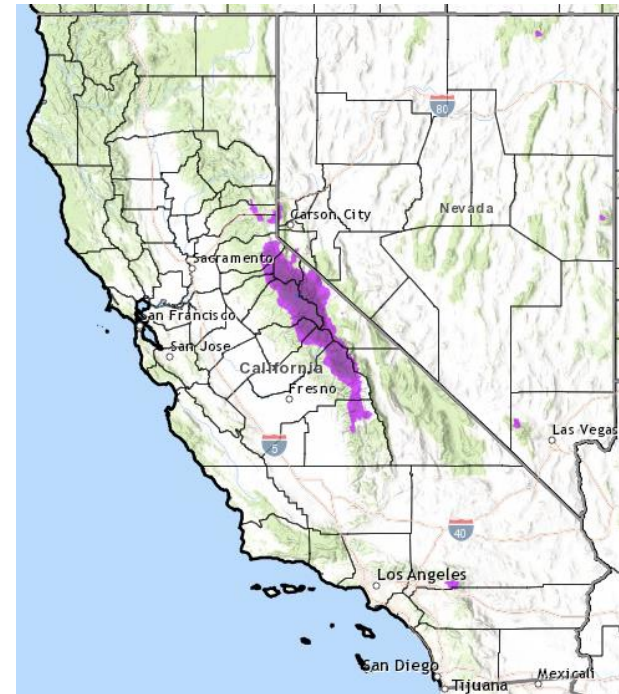 80
Nevada
Carson City
Sacramento
San Francisco
San Jose
California
Fresno
5
Las Vegas
40
Los Angeles
San Diego
Tijuana
Mexicali